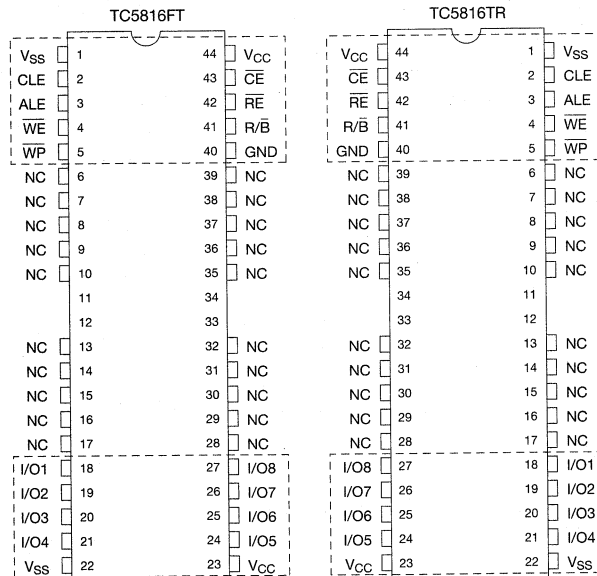 TC5816FT
VSS 1 44 VCC
CLE 2 43 C̅E̅
ALE 3 42 R̅E̅
W̅E̅ 4 41 R/B̅
W̅P̅ 5 40 GND
NC 6 39 NC
NC 7 38 NC
NC 8 37 NC
NC 9 36 NC
NC 10 35 NC
11 34
12 33
NC 13 32 NC
NC 14 31 NC
NC 15 30 NC
NC 16 29 NC
NC 17 28 NC
I/O1 18 27 I/O8
I/O2 19 26 I/O7
I/O3 20 25 I/O6
I/O4 21 24 I/O5
VSS 22 23 VCC
TC5816TR
VCC 44 1 VSS
C̅E̅ 43 2 CLE
R̅E̅ 42 3 ALE
R/B̅ 41 4 W̅E̅
GND 40 5 W̅P̅
NC 39 6 NC
NC 38 7 NC
NC 37 8 NC
NC 36 9 NC
NC 35 10 NC
34 11
33 12
NC 32 13 NC
NC 31 14 NC
NC 30 15 NC
NC 29 16 NC
NC 28 17 NC
I/O8 27 18 I/O1
I/O7 26 19 I/O2
I/O6 25 20 I/O3
I/O5 24 21 I/O4
VCC 23 22 VSS